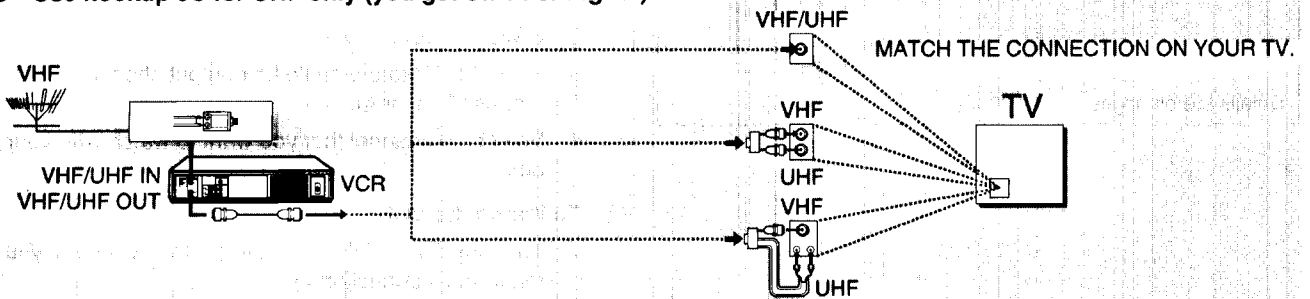 VHF/UHF
MATCH THE CONNECTION ON YOUR TV.
VHF
TV
VHF
UHF
VHF/UHF IN
VHF/UHF OUT
VCR
VHF
UHF